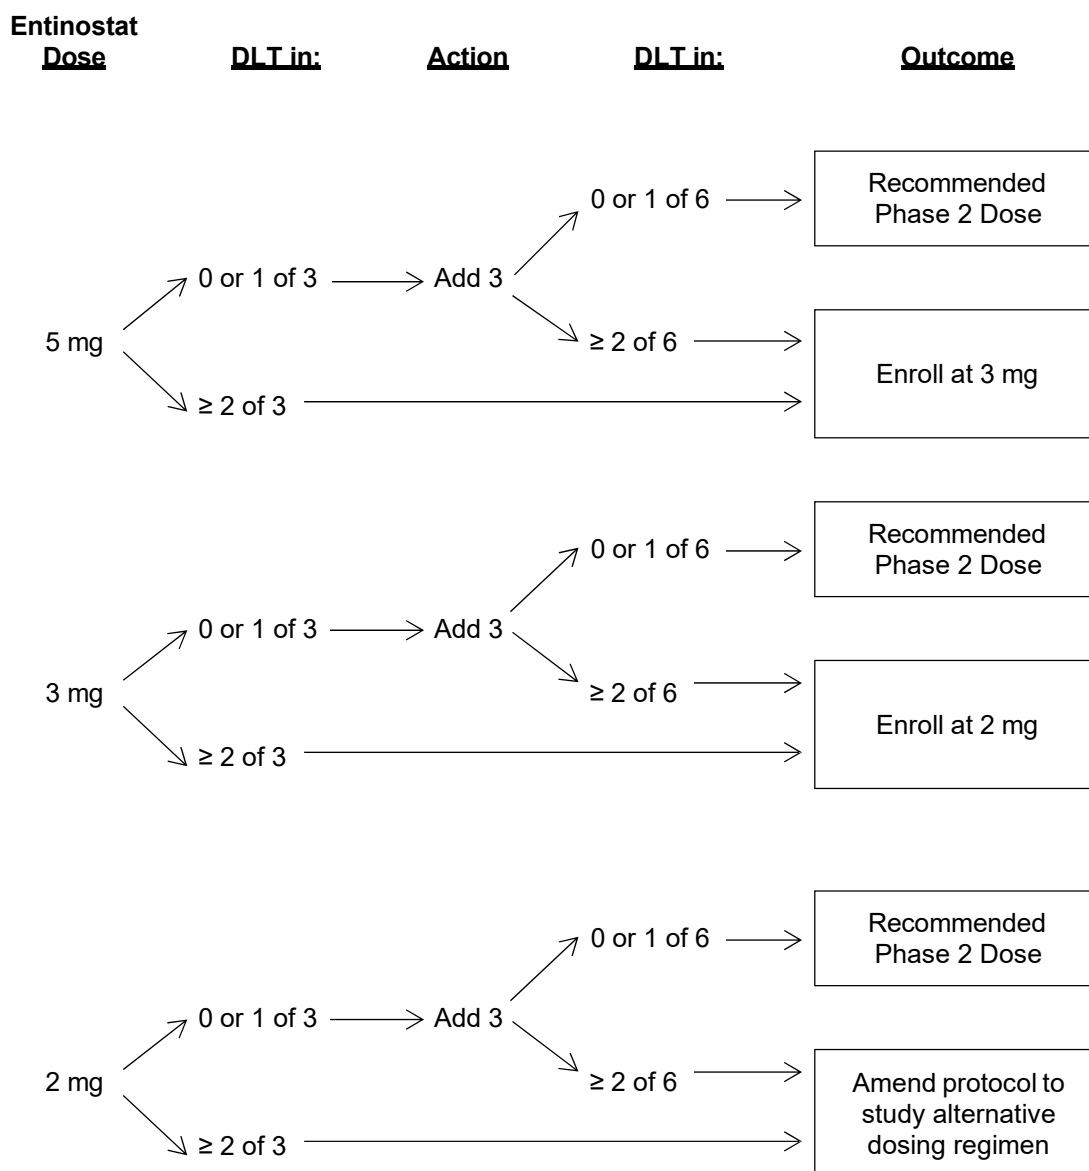 Entinostat
Dose DLT in: Action DLT in: Outcome
0 or 1 of 6 Recommended
Phase 2 Dose
0 or 1 of 3 Add 3
5 mg
≥ 2 of 6
Enroll at 3 mg
≥ 2 of 3
0 or 1 of 6 Recommended
Phase 2 Dose
0 or 1 of 3 Add 3
3 mg
≥ 2 of 6
Enroll at 2 mg
≥ 2 of 3
0 or 1 of 6 Recommended
Phase 2 Dose
0 or 1 of 3 Add 3
2 mg
≥ 2 of 6
Amend protocol to
study alternative
dosing regimen
≥ 2 of 3